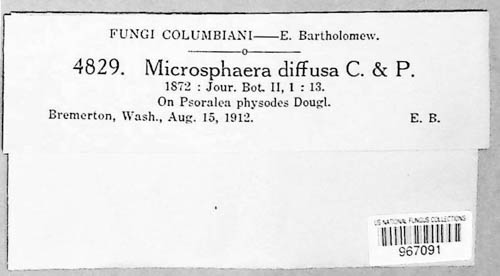 FUNGI COLUMBIANI—E. Bartholomew.
4829. Microsphaera diffusa C. & P.
1872 : Jour. Bot. II, 1 : 13.
On Psoralea physodes Dougl.
Bremerton, Wash., Aug. 15, 1912. E. B.
US NATIONAL FUNGUS COLLECTIONS
967091